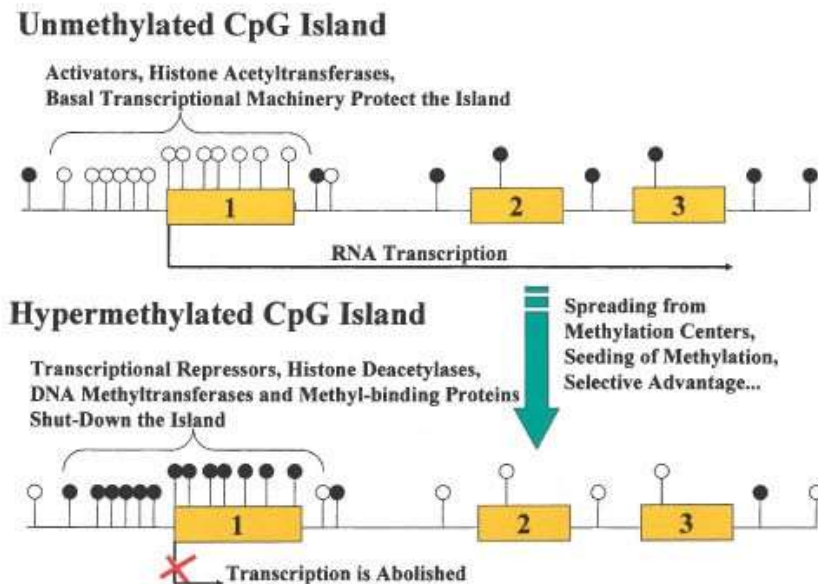 Unmethylated CpG Island
Activators, Histone Acetyltransferases,
Basal Transcriptional Machinery Protect the Island
1
2
3
RNA Transcription
Spreading from
Methylation Centers,
Seeding of Methylation,
Selective Advantage...
Hypermethylated CpG Island
Transcriptional Repressors, Histone Deacetylases,
DNA Methyltransferases and Methyl-binding Proteins
Shut-Down the Island
1
2
3
Transcription is Abolished